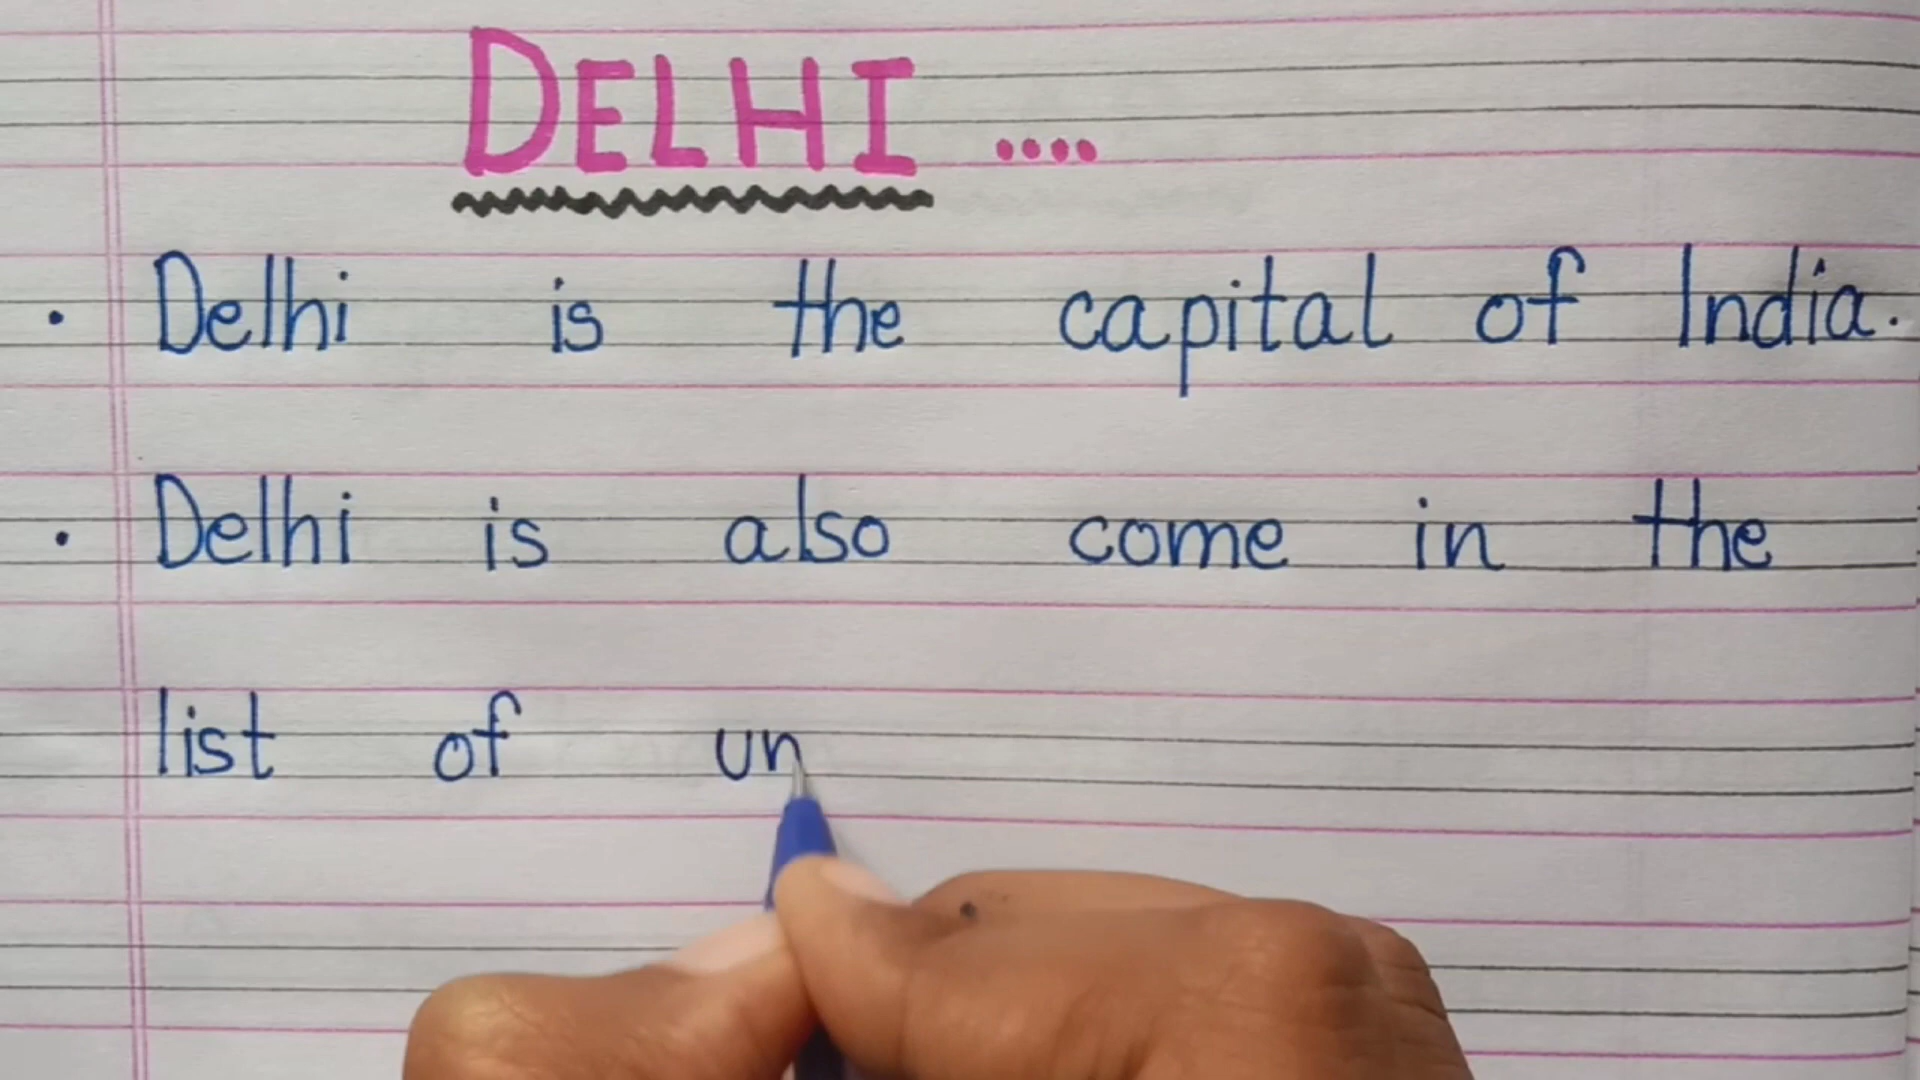 DELHI ....
. Delhi is the capital of India.
. Delhi is also come in the
list of un